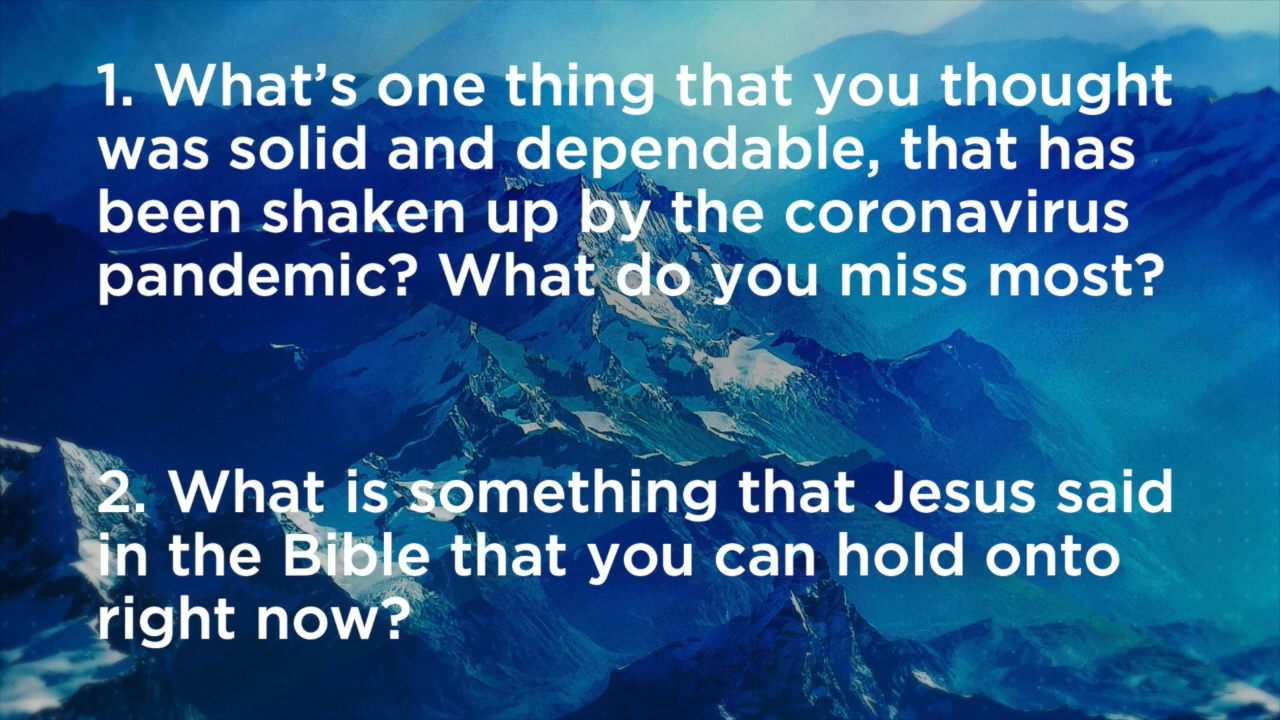 1. What’s one thing that you thought
was solid and dependable, that has
been shaken up by the coronavirus
pandemic? What do you miss most?
2. What is something that Jesus said
in the Bible that you can hold onto
right now?